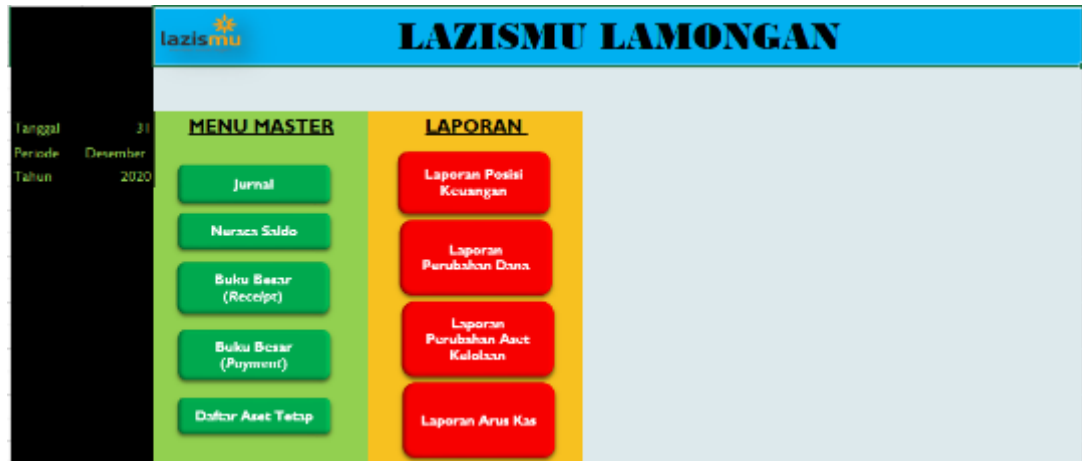 lazismu
LAZISMU LAMONGAN
Tanggal 31
Periode Desember
Tahun 2020
MENU MASTER
Jurnal
Neraca Saldo
Buku Besar
(Receipt)
Buku Besar
(Payment)
Daftar Aset Tetap
LAPORAN
Laporan Posisi
Keuangan
Laporan
Perubahan Dana
Laporan
Perubahan Aset
Kelolaan
Laporan Arus Kas